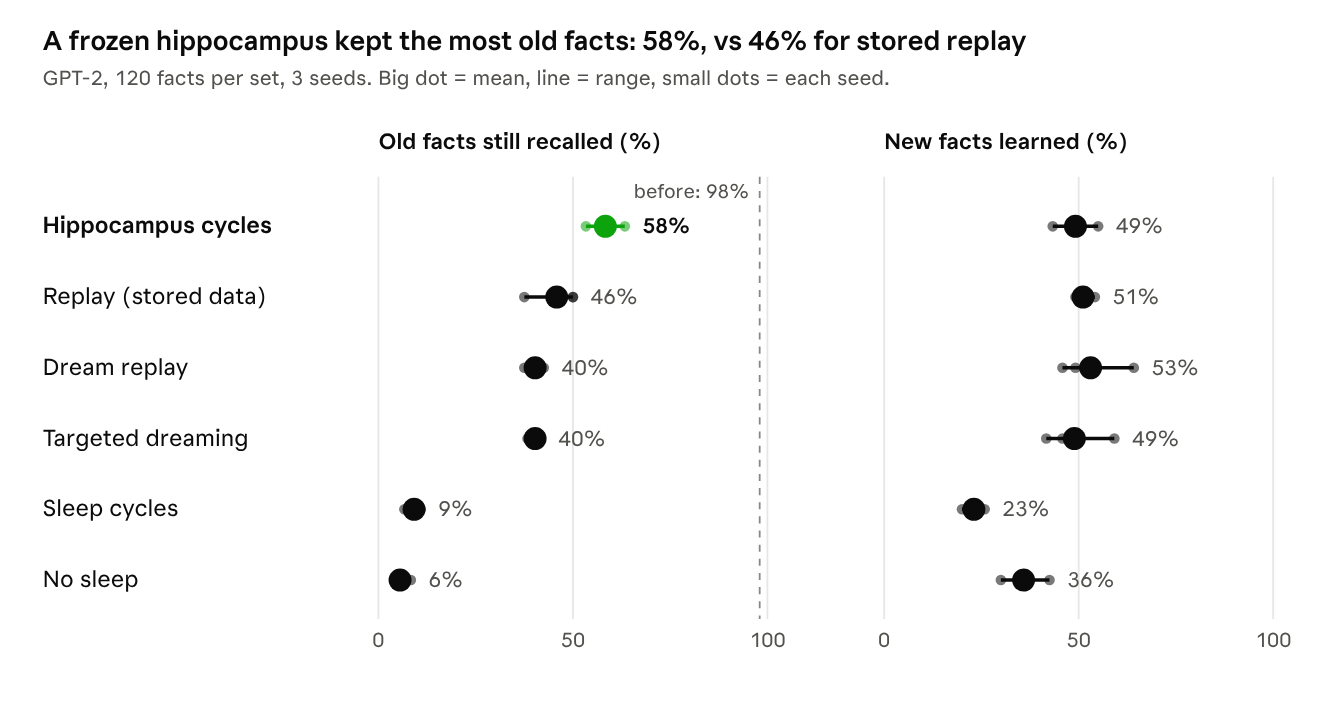 A frozen hippocampus kept the most old facts: 58%, vs 46% for stored replay
GPT-2, 120 facts per set, 3 seeds. Big dot = mean, line = range, small dots = each seed.
Old facts still recalled (%) New facts learned (%)
before: 98%
Hippocampus cycles 58% 49%
Replay (stored data) 46% 51%
Dream replay 40% 53%
Targeted dreaming 40% 49%
Sleep cycles 9% 23%
No sleep 6% 36%
0 50 100 0 50 100